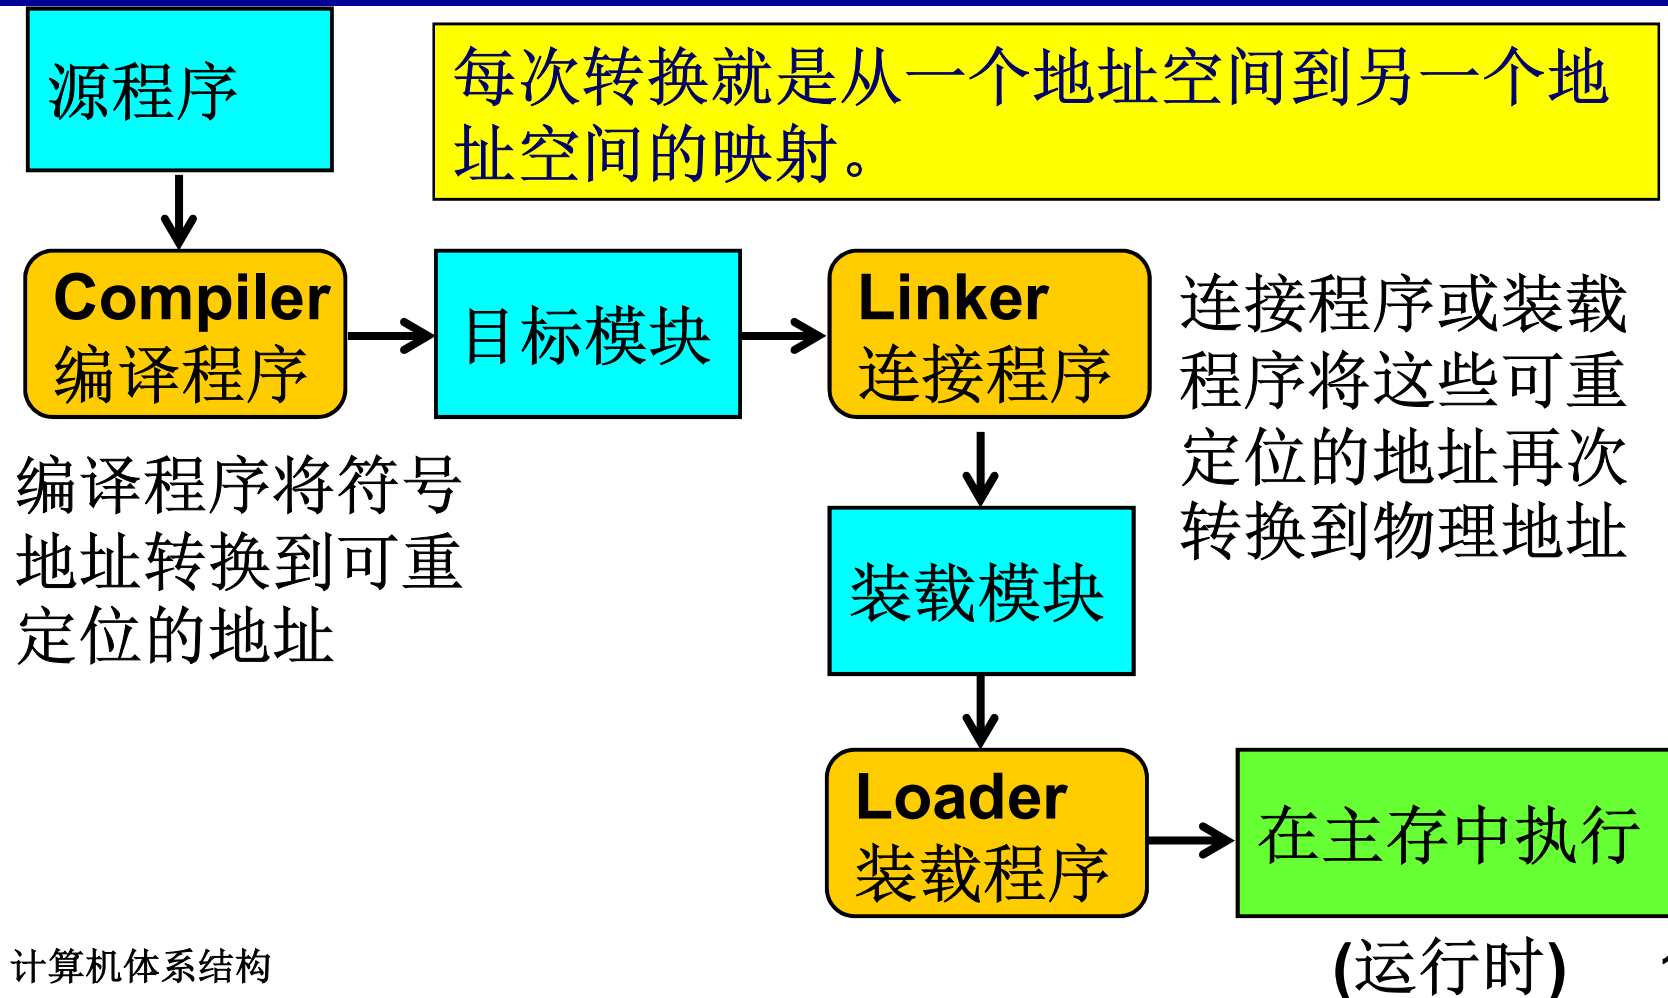 源程序
每次转换就是从一个地址空间到另一个地
址空间的映射。
Compiler
编译程序
目标模块
Linker
连接程序
连接程序或装载
程序将这些可重
定位的地址再次
转换到物理地址
编译程序将符号
地址转换到可重
定位的地址
装载模块
Loader
装载程序
在主存中执行
(运行时)
计算机体系结构